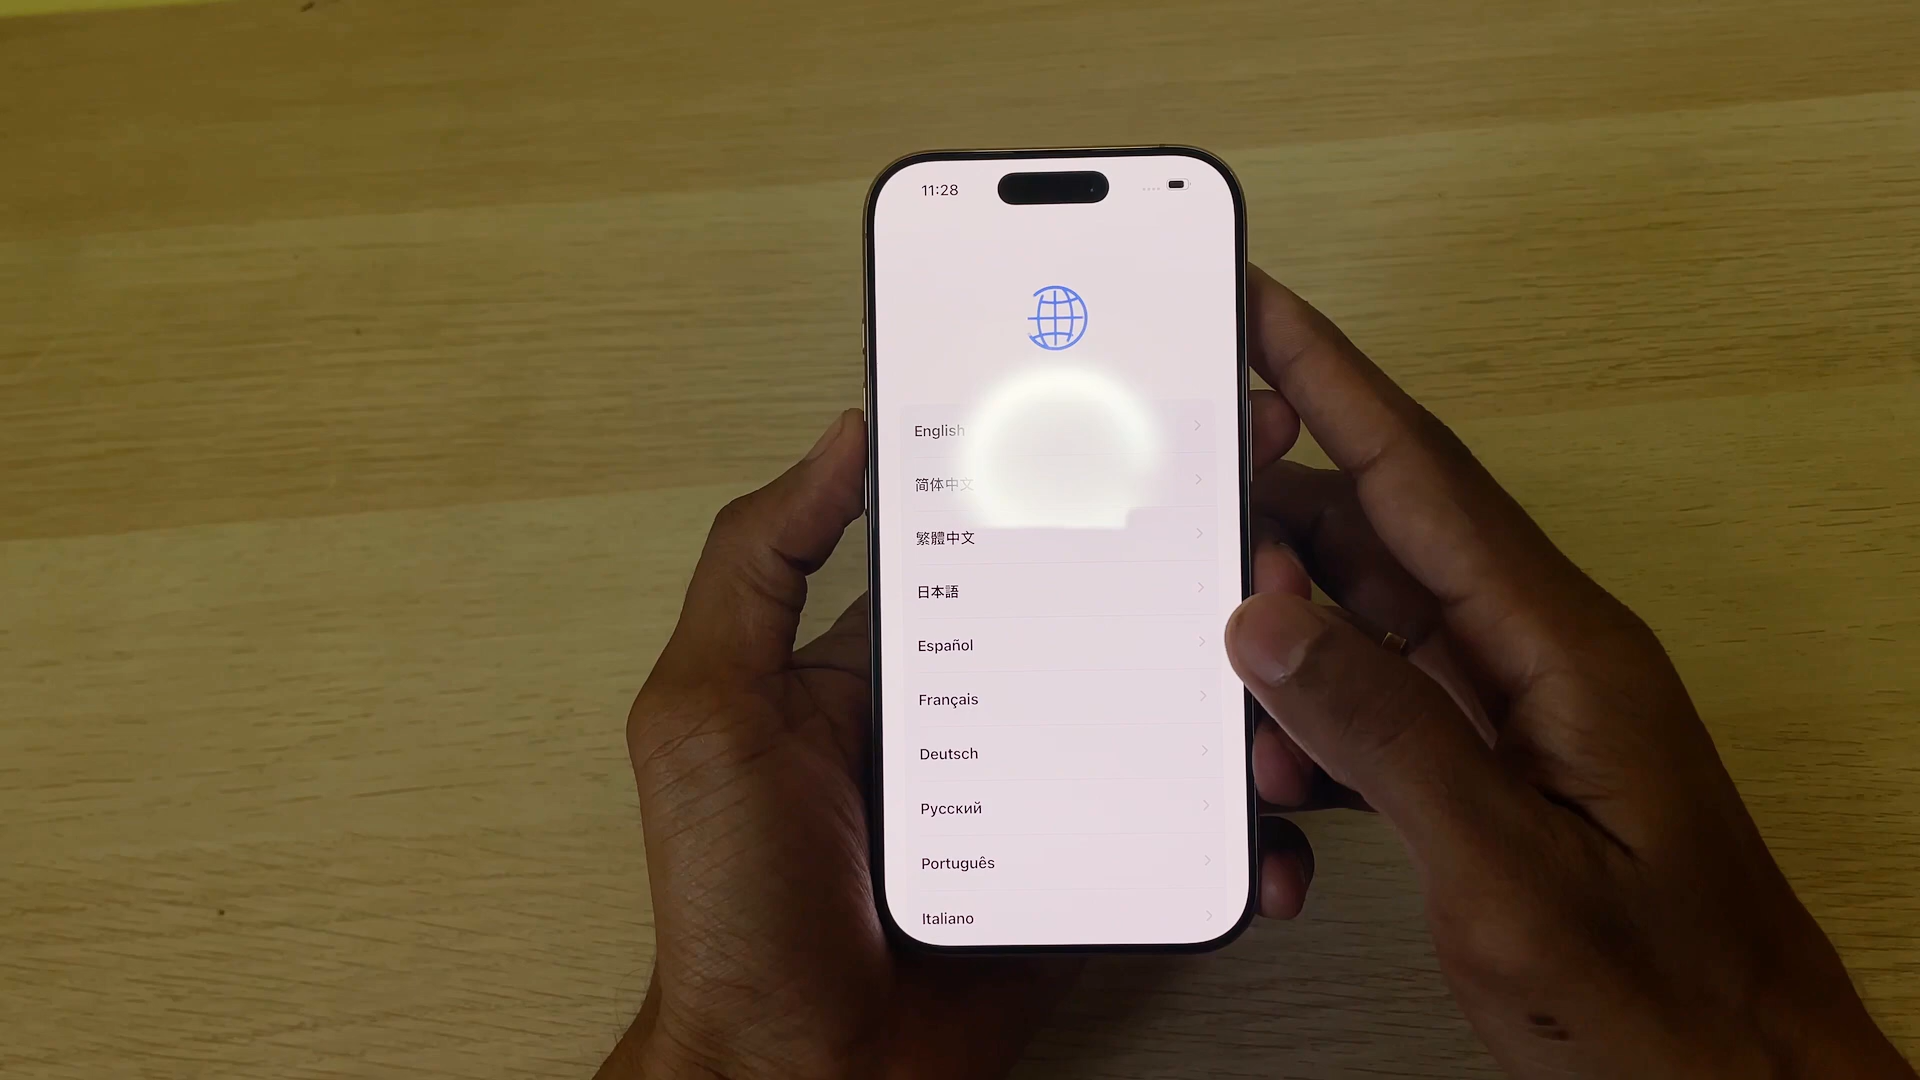 11:28
English
简体中文
繁體中文
日本語
Español
Français
Deutsch
Русский
Português
Italiano